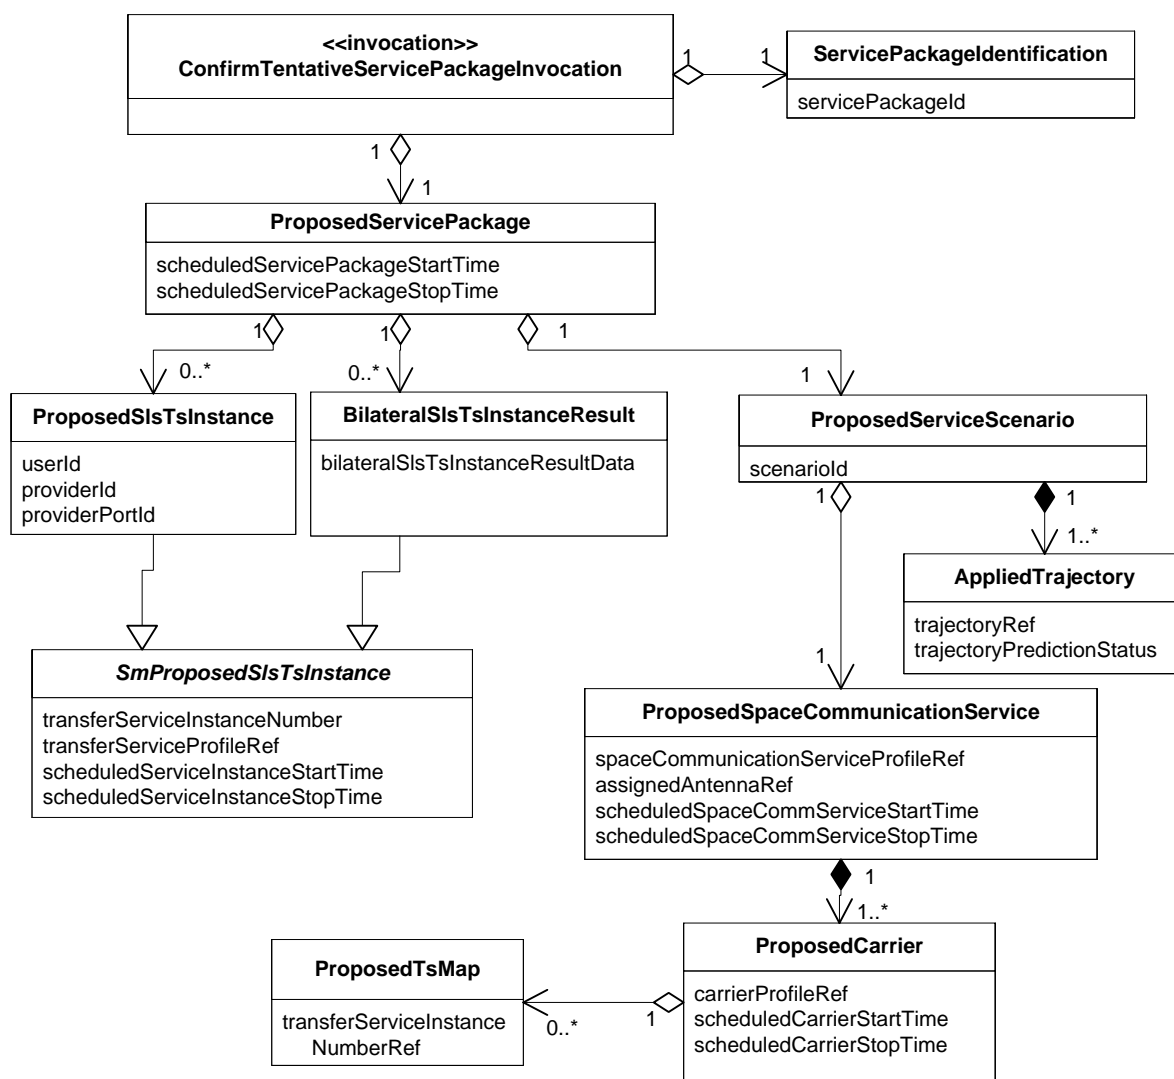 <<invocation>>
ConfirmTentativeServicePackageInvocation
1
1
ServicePackageIdentification
servicePackageId
1
1
ProposedServicePackage
scheduledServicePackageStartTime
scheduledServicePackageStopTime
1
1
1
0..*
0..*
1
ProposedSlsTsInstance
userId
providerId
providerPortId
BilateralSlsTsInstanceResult
bilateralSlsTsInstanceResultData
ProposedServiceScenario
scenarioId
1
1
1..*
AppliedTrajectory
trajectoryRef
trajectoryPredictionStatus
SmProposedSlsTsInstance
transferServiceInstanceNumber
transferServiceProfileRef
scheduledServiceInstanceStartTime
scheduledServiceInstanceStopTime
1
ProposedSpaceCommunicationService
spaceCommunicationServiceProfileRef
assignedAntennaRef
scheduledSpaceCommServiceStartTime
scheduledSpaceCommServiceStopTime
1
1..*
ProposedTsMap
transferServiceInstance
NumberRef
0..*
1
ProposedCarrier
carrierProfileRef
scheduledCarrierStartTime
scheduledCarrierStopTime